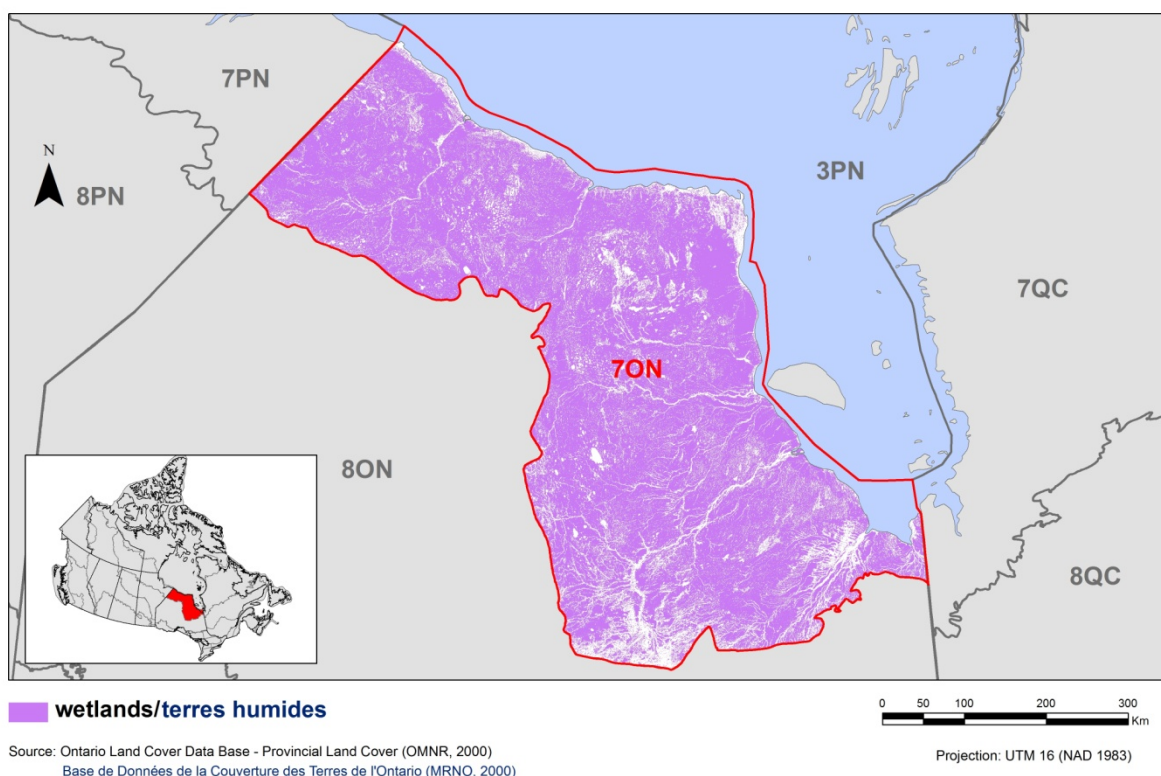 7PN
N
3PN
8PN
7QC
7ON
8ON
8QC
wetlands/terres humides
0 50 100 200 300
Km
Source: Ontario Land Cover Data Base - Provincial Land Cover (OMNR, 2000)
Projection: UTM 16 (NAD 1983)
Base de Données de la Couverture des Terres de l'Ontario (MRNO, 2000)